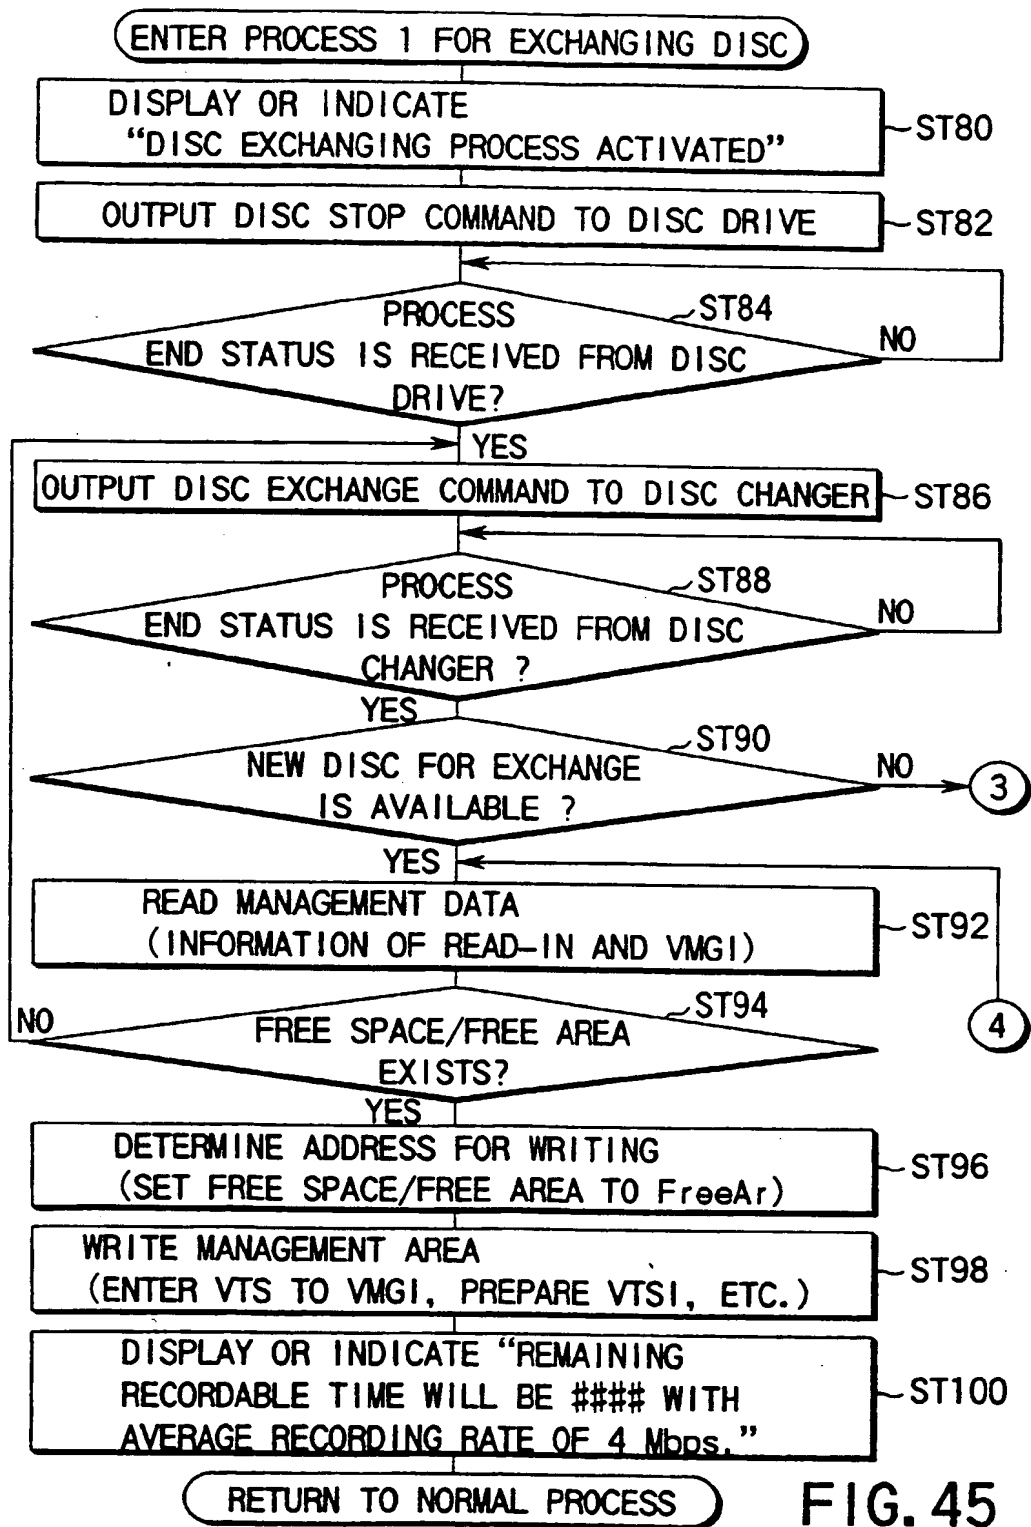 ENTER PROCESS 1 FOR EXCHANGING DISC
DISPLAY OR INDICATE
“DISC EXCHANGING PROCESS ACTIVATED”
ST80
OUTPUT DISC STOP COMMAND TO DISC DRIVE
ST82
ST84
PROCESS
END STATUS IS RECEIVED FROM DISC
DRIVE?
NO
YES
OUTPUT DISC EXCHANGE COMMAND TO DISC CHANGER
ST86
ST88
PROCESS
END STATUS IS RECEIVED FROM DISC
CHANGER ?
NO
YES
ST90
NEW DISC FOR EXCHANGE
IS AVAILABLE ?
NO
3
YES
READ MANAGEMENT DATA
(INFORMATION OF READ-IN AND VMGI)
ST92
ST94
NO
FREE SPACE/FREE AREA
EXISTS?
4
YES
DETERMINE ADDRESS FOR WRITING
(SET FREE SPACE/FREE AREA TO FreeAr)
ST96
WRITE MANAGEMENT AREA
(ENTER VTS TO VMGI, PREPARE VTSI, ETC.)
ST98
DISPLAY OR INDICATE “REMAINING
RECORDABLE TIME WILL BE #### WITH
AVERAGE RECORDING RATE OF 4 Mbps.”
ST100
RETURN TO NORMAL PROCESS
FIG. 45